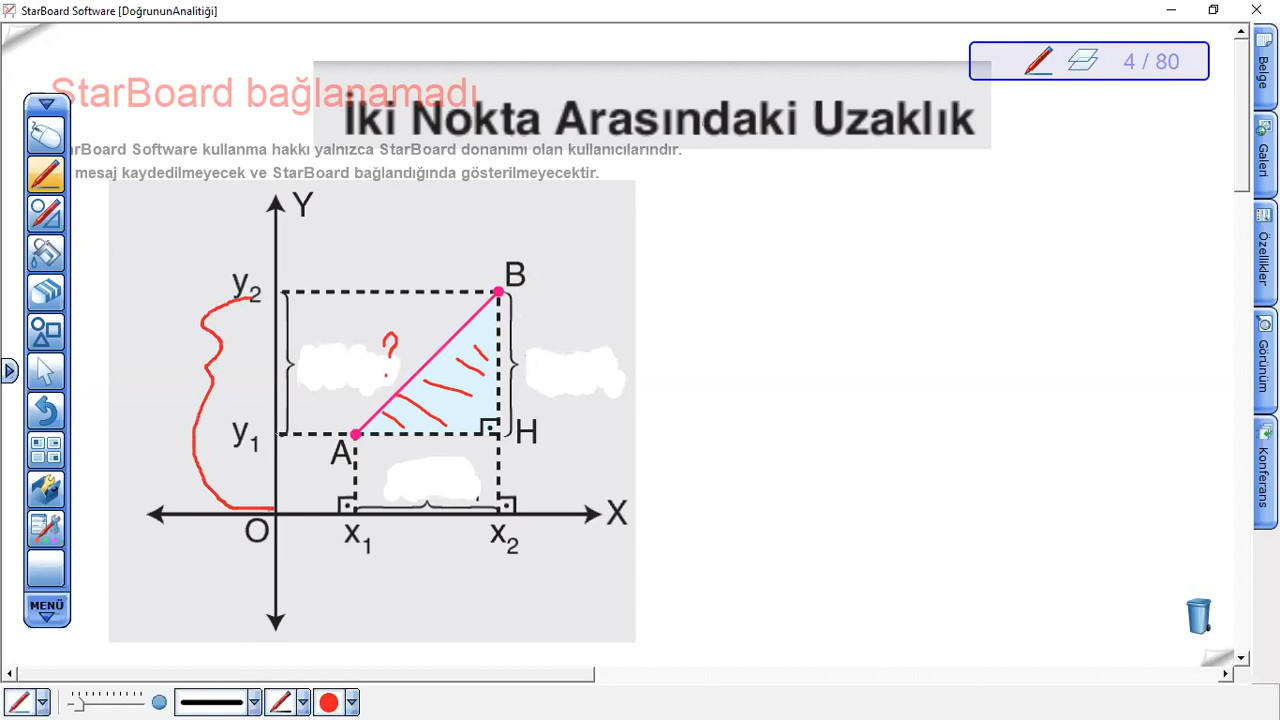 StarBoard Software [DoğrununAnalitiği]
4 / 80
StarBoard bağlanamadı
İki Nokta Arasındaki Uzaklık
arBoard Software kullanma hakkı yalnızca StarBoard donanımı olan kullanıcılarındır.
mesaj kaydedilmeyecek ve StarBoard bağlandığında gösterilmeyecektir.
Y
y2
B
?
y1
A
H
O
x1
x2
X
MENÜ
Belge
Galeri
Özellikler
Görünüm
Konferans